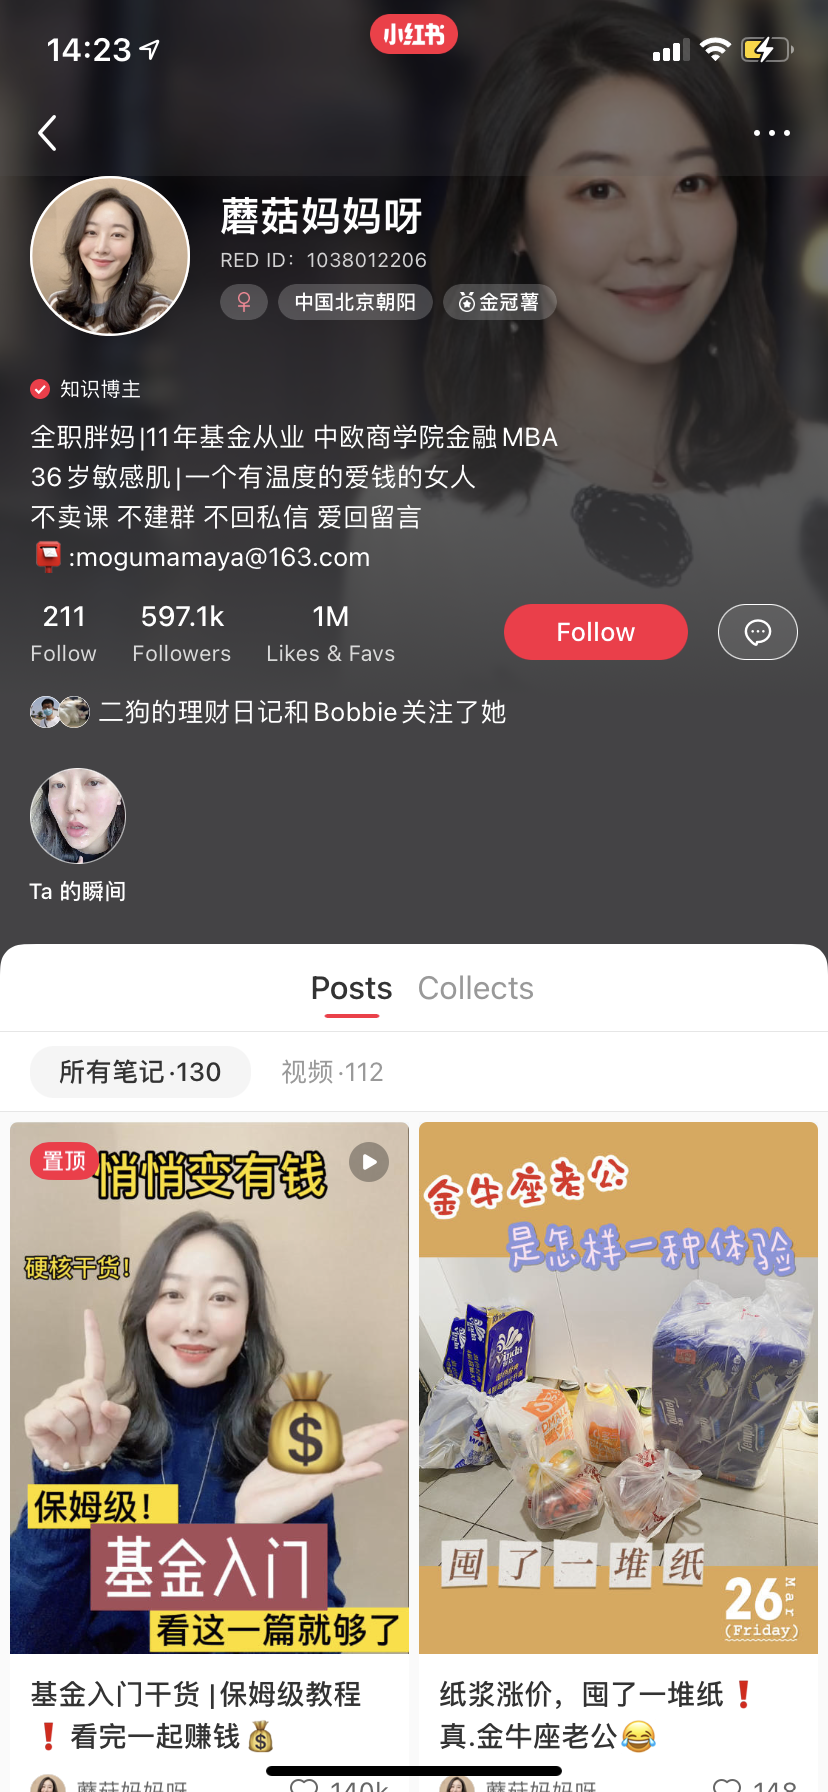 14:23
小红书
蘑菇妈妈呀
RED ID：1038012206
中国北京朝阳
金冠薯
知识博主
全职胖妈|11年基金从业 中欧商学院金融MBA
36岁敏感肌|一个有温度的爱钱的女人
不卖课 不建群 不回私信 爱回留言
:mogumamaya@163.com
211
597.1k
1M
Follow
Followers
Likes & Favs
Follow
二狗的理财日记和Bobbie关注了她
Ta 的瞬间
Posts
Collects
所有笔记·130
视频·112
置顶
悄悄变有钱
硬核干货!
$
保姆级!
基金入门
看这一篇就够了
基金入门干货 |保姆级教程
❗看完一起赚钱💰
蘑菇妈妈呀
140k
金牛座老公
是怎样一种体验
Vinda
Tempo
囤了一堆纸
26
Mar
(Friday)
纸浆涨价，囤了一堆纸❗
真.金牛座老公😂
蘑菇妈妈呀
148